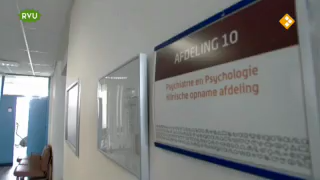 RVU
AFDELING 10
Psychiatrie en Psychologie
klinische opname afdeling